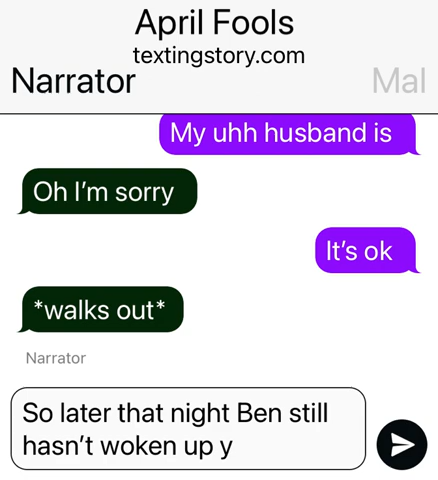 April Fools
textingstory.com
Narrator Mal
My uhh husband is
Oh I’m sorry
It’s ok
*walks out*
Narrator
So later that night Ben still
hasn’t woken up y